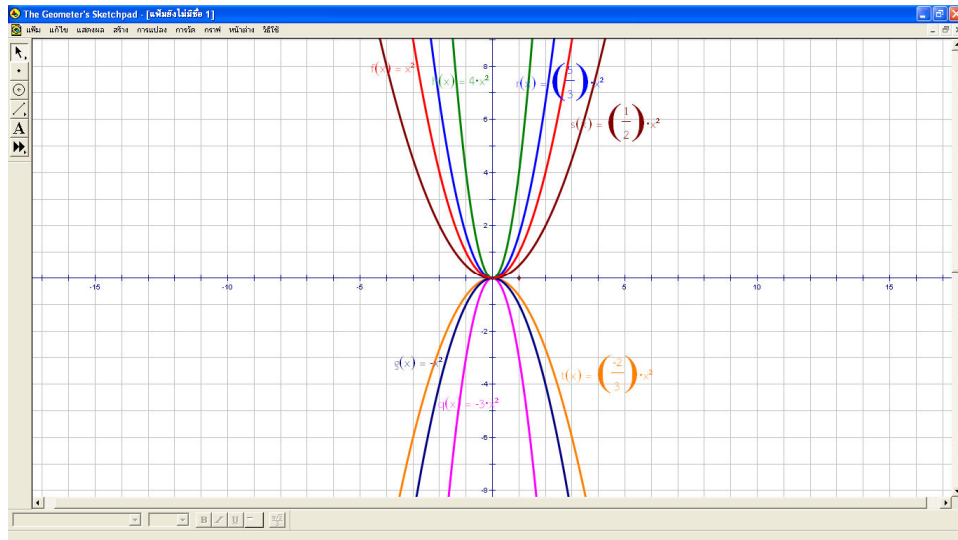 The Geometer's Sketchpad - [แฟ้มยังไม่มีชื่อ 1]
แฟ้ม แก้ไข แสดงผล สร้าง การแปลง การวัด กราฟ หน้าต่าง วิธีใช้
A
f(x) = x²
h(x) = 4·x²
r(x) = (5/3)·x²
s(x) = (1/2)·x²
8
6
4
2
-15 -10 -5 5 10 15
-2
g(x) = -x²
t(x) = (-2/3)·x²
-4
q(x) = -3·x²
-6
-8
B I U